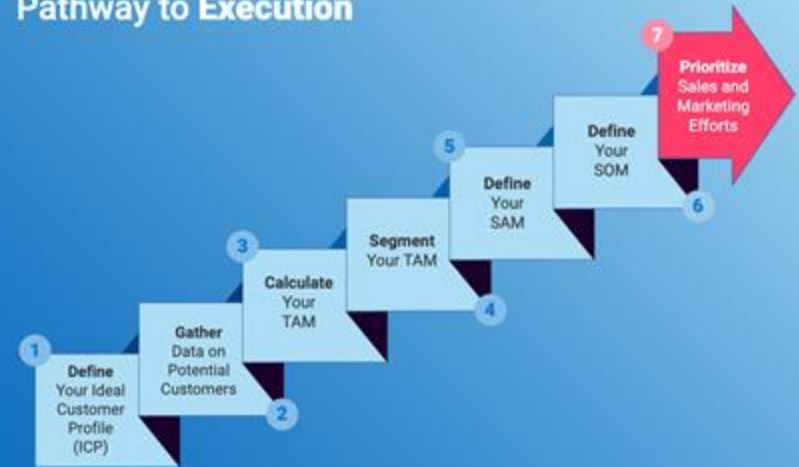 Pathway to Execution
1
Define
Your Ideal
Customer
Profile
(ICP)
2
Gather
Data on
Potential
Customers
3
Calculate
Your
TAM
4
Segment
Your TAM
5
Define
Your
SAM
6
Define
Your
SOM
7
Prioritize
Sales and
Marketing
Efforts